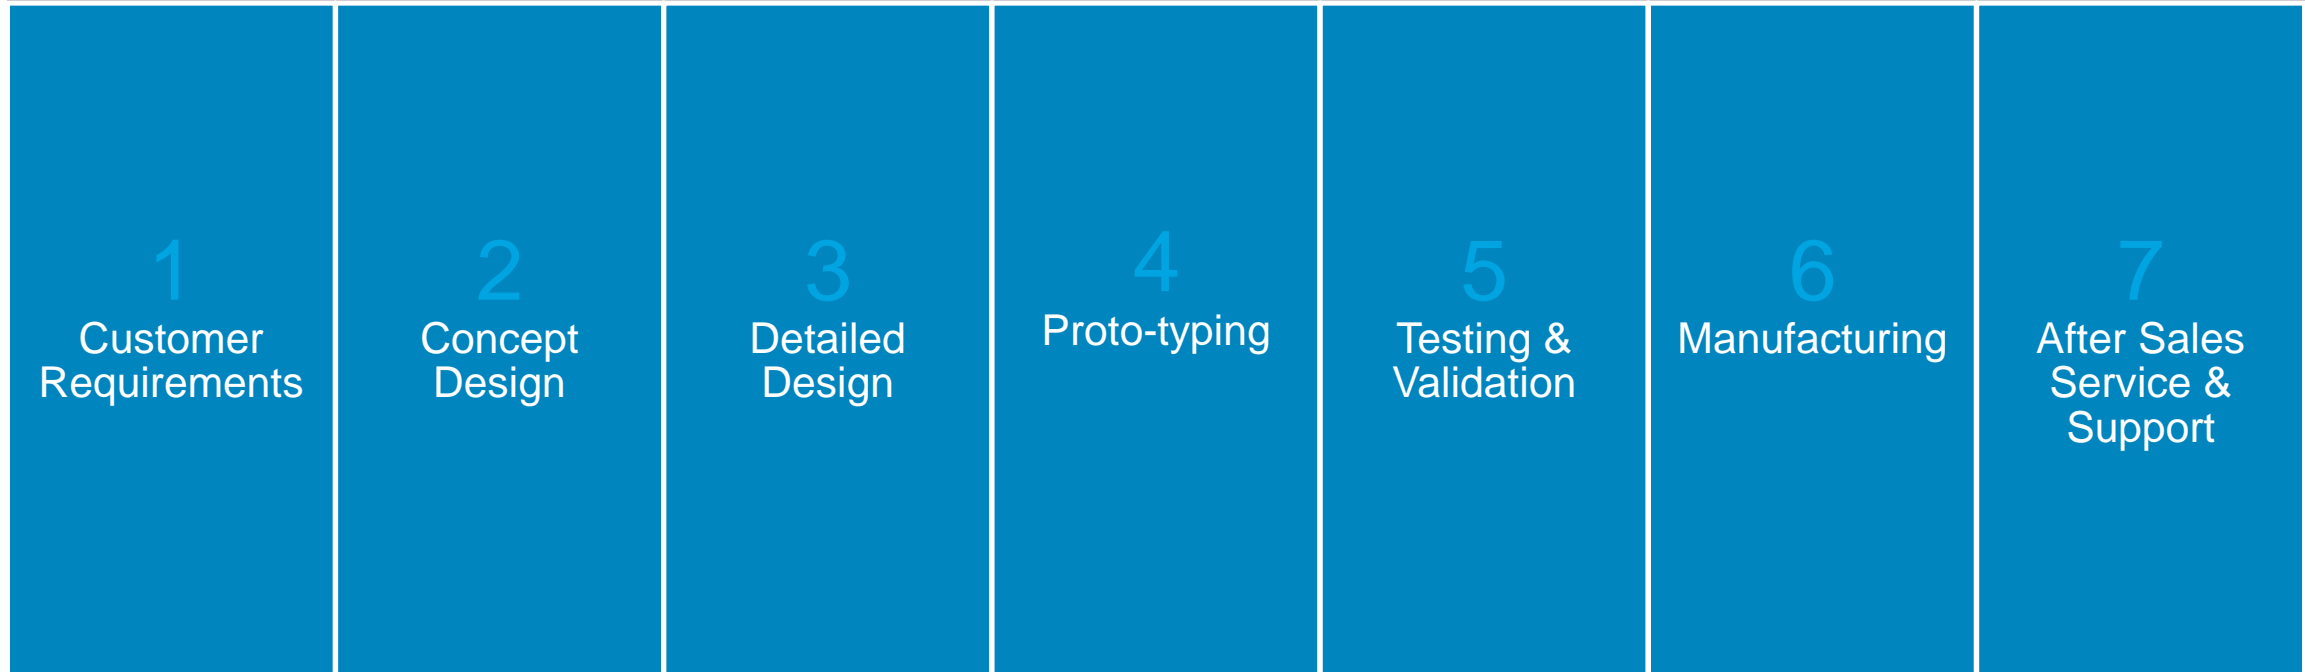 1
Customer
Requirements
2
Concept
Design
3
Detailed
Design
4
Proto-typing
5
Testing &
Validation
6
Manufacturing
7
After Sales
Service &
Support